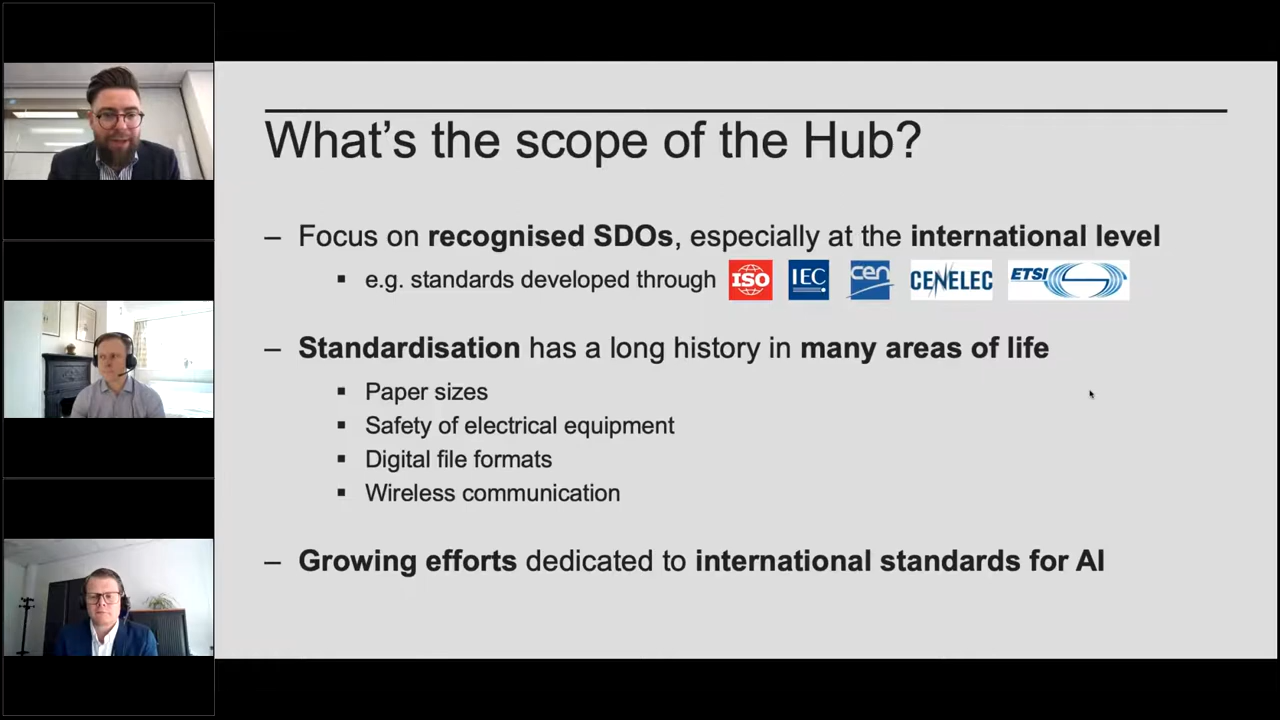 What's the scope of the Hub?
– Focus on recognised SDOs, especially at the international level
▪ e.g. standards developed through ISO IEC cen CENELEC ETSI
– Standardisation has a long history in many areas of life
▪ Paper sizes
▪ Safety of electrical equipment
▪ Digital file formats
▪ Wireless communication
– Growing efforts dedicated to international standards for AI